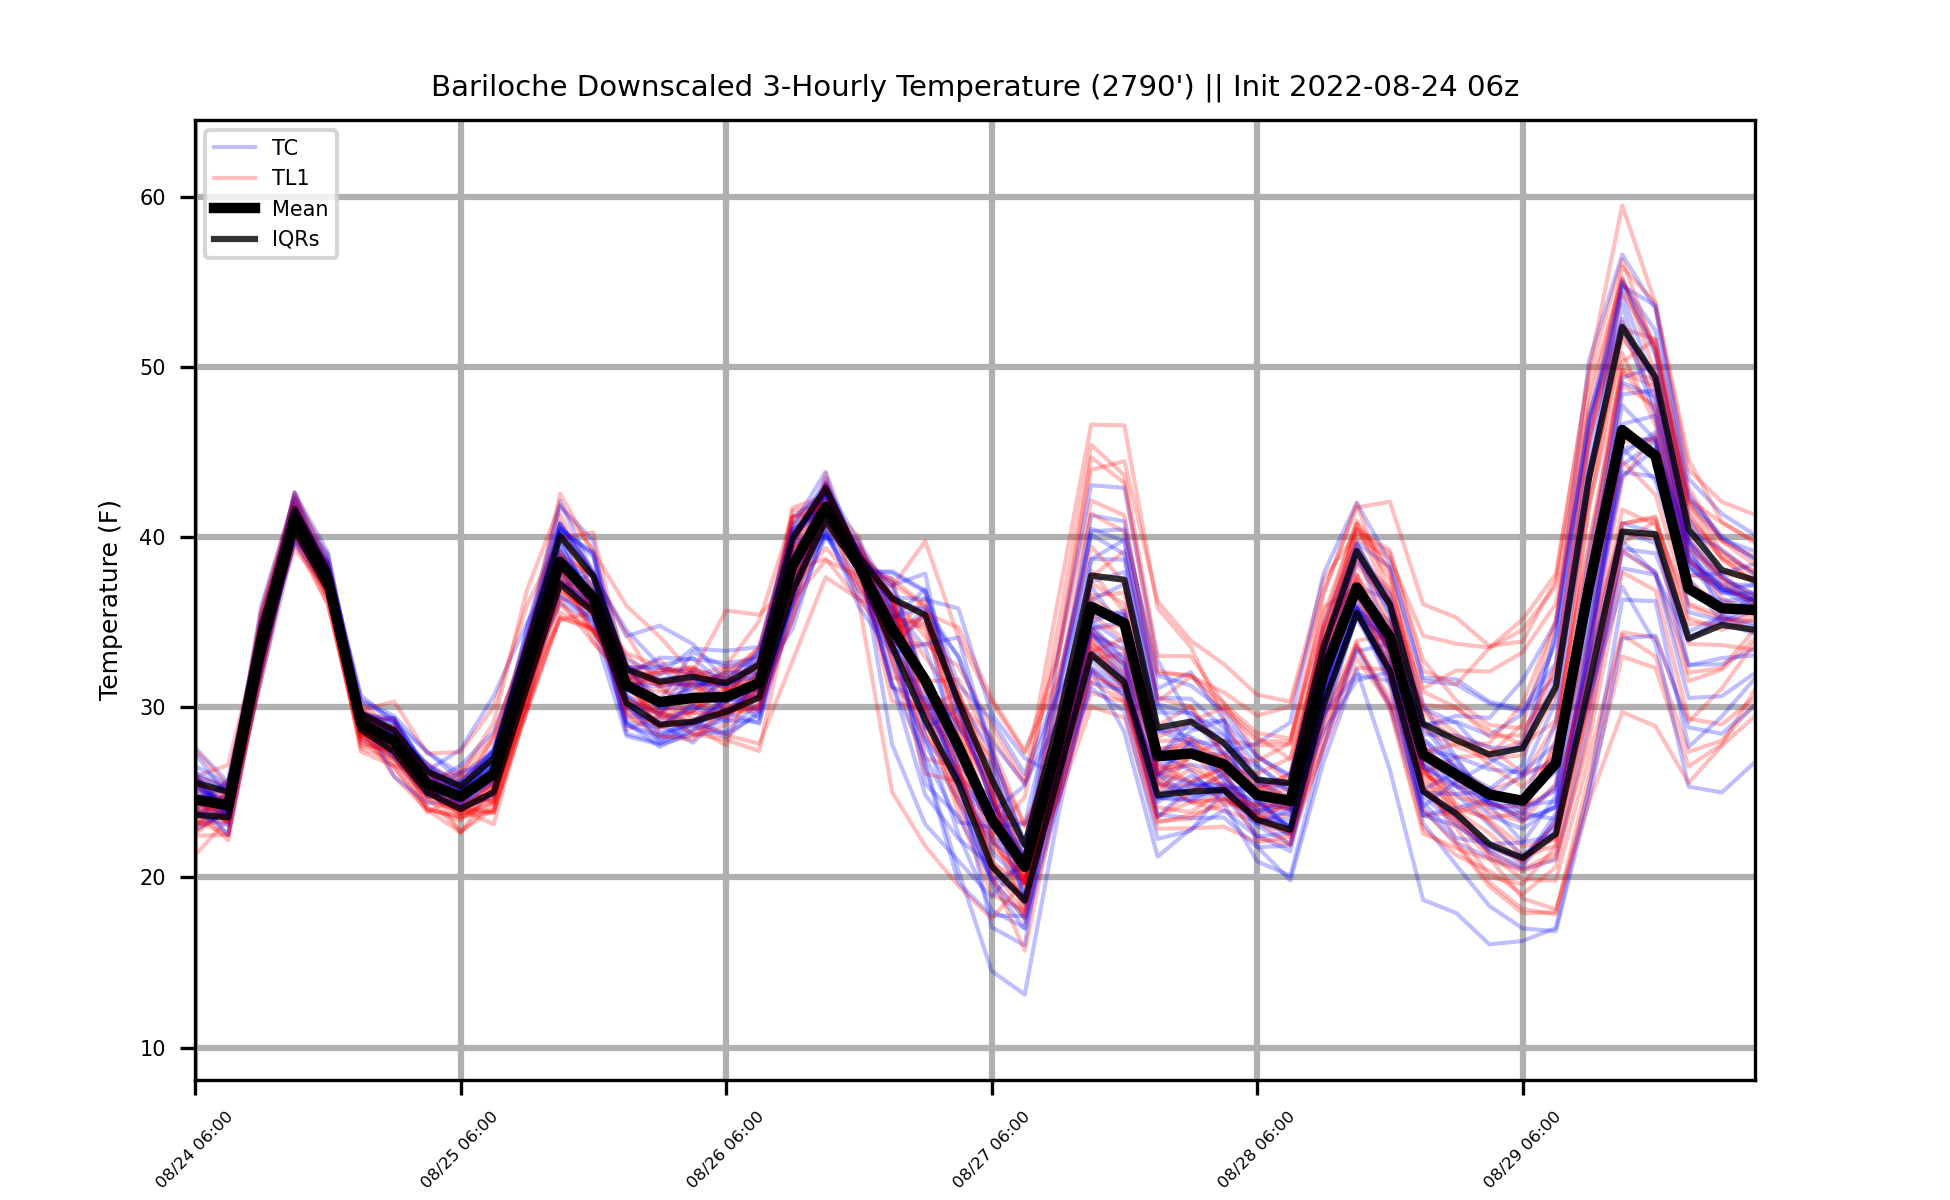 Bariloche Downscaled 3-Hourly Temperature (2790') || Init 2022-08-24 06z
TC
TL1
Mean
IQRs
Temperature (F)
60
50
40
30
20
10
08/24 06:00
08/25 06:00
08/26 06:00
08/27 06:00
08/28 06:00
08/29 06:00